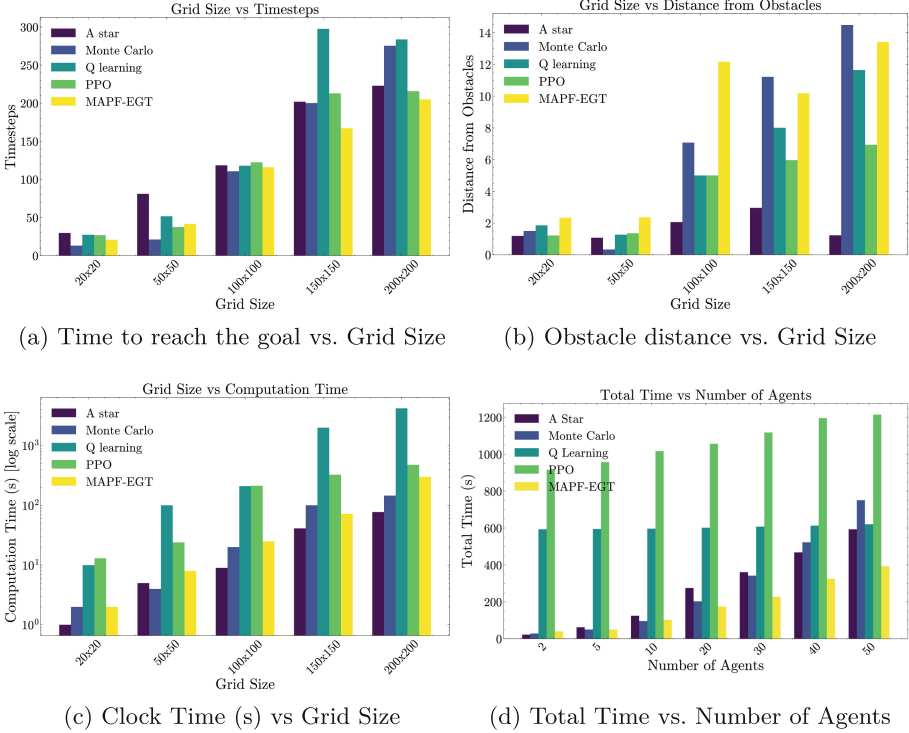 Grid Size vs Timesteps
300
250
200
150
100
50
0
Timesteps
A star
Monte Carlo
Q learning
PPO
MAPF-EGT
20x20
50x50
100x100
150x150
200x200
Grid Size
(a) Time to reach the goal vs. Grid Size
Grid Size vs Distance from Obstacles
14
12
10
8
6
4
2
0
Distance from Obstacles
A star
Monte Carlo
Q learning
PPO
MAPF-EGT
20x20
50x50
100x100
150x150
200x200
Grid Size
(b) Obstacle distance vs. Grid Size
Grid Size vs Computation Time
10³
10²
10¹
10⁰
Computation Time (s) [log scale]
A star
Monte Carlo
Q learning
PPO
MAPF-EGT
20x20
50x50
100x100
150x150
200x200
Grid Size
(c) Clock Time (s) vs Grid Size
Total Time vs Number of Agents
1200
1000
800
600
400
200
0
Total Time (s)
A Star
Monte Carlo
Q Learning
PPO
MAPF-EGT
2
5
10
20
30
40
50
Number of Agents
(d) Total Time vs. Number of Agents